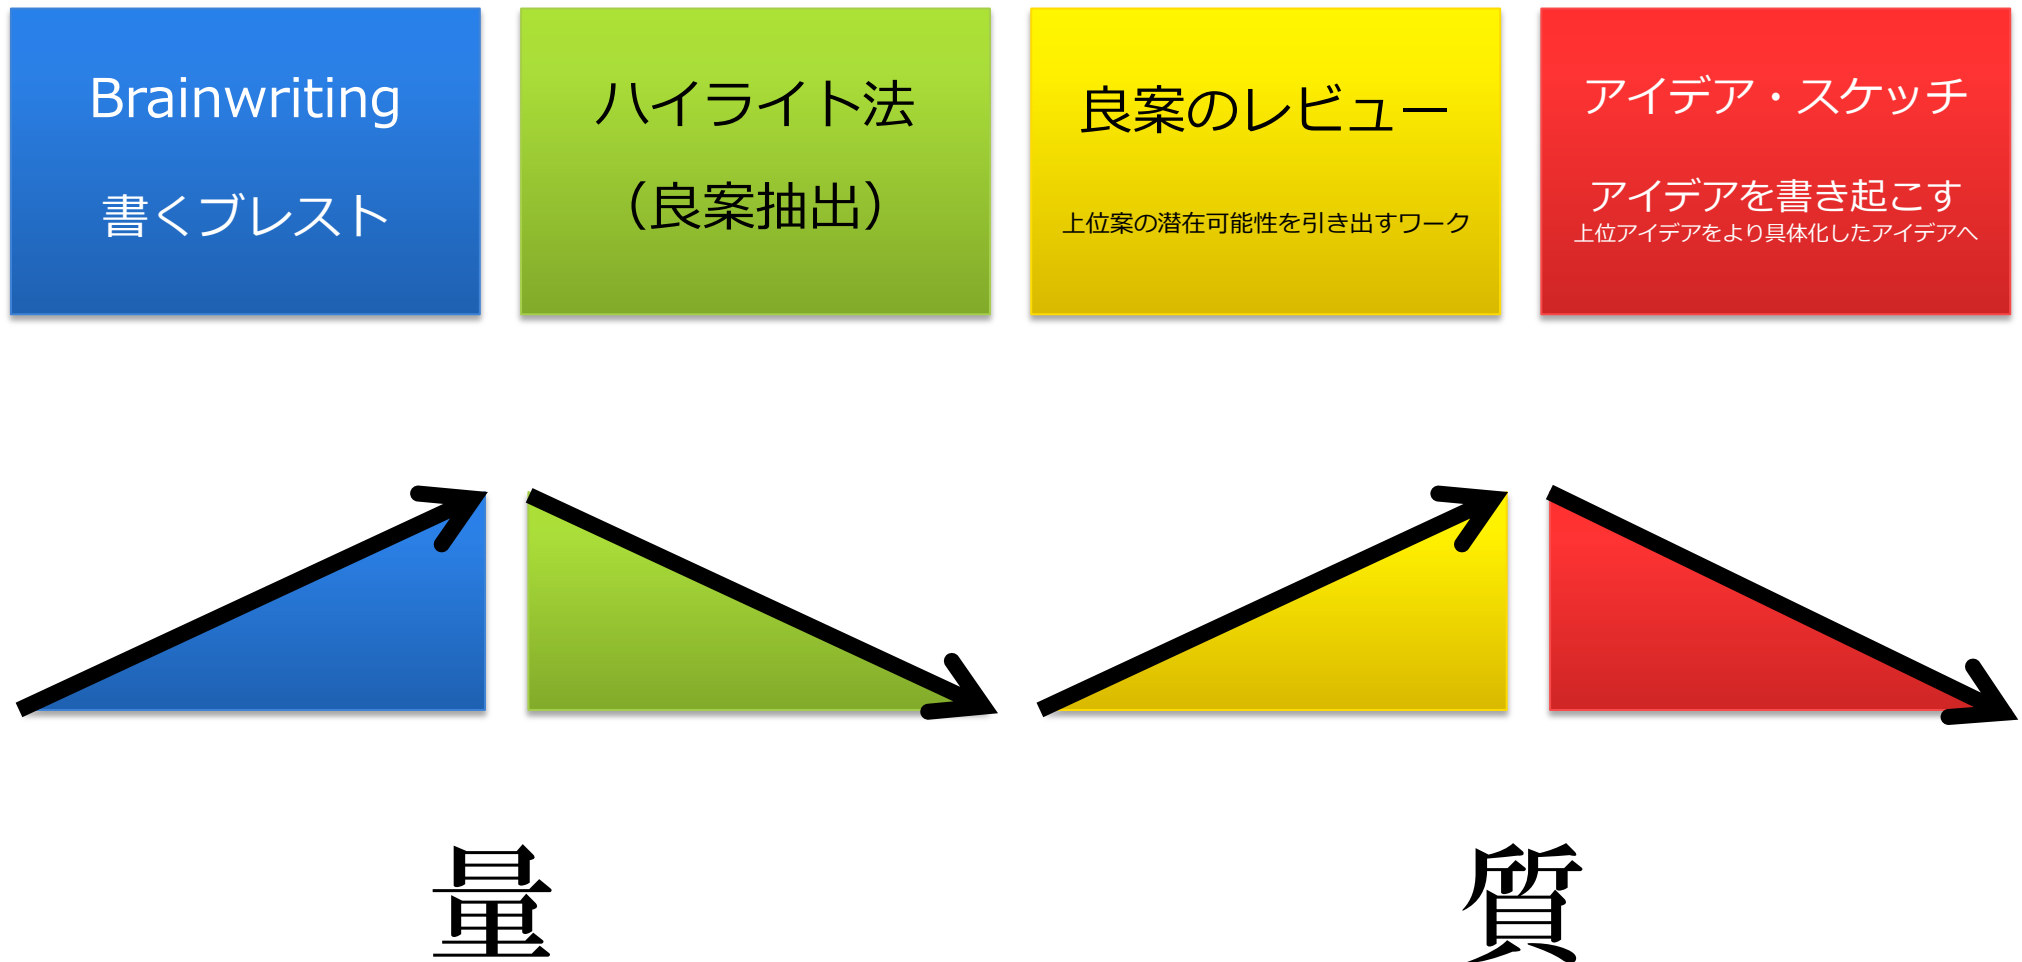 Brainwriting
書くブレスト
ハイライト法
（良案抽出）
良案のレビュー
上位案の潜在可能性を引き出すワーク
アイデア・スケッチ
アイデアを書き起こす
上位アイデアをより具体化したアイデアへ
量
質